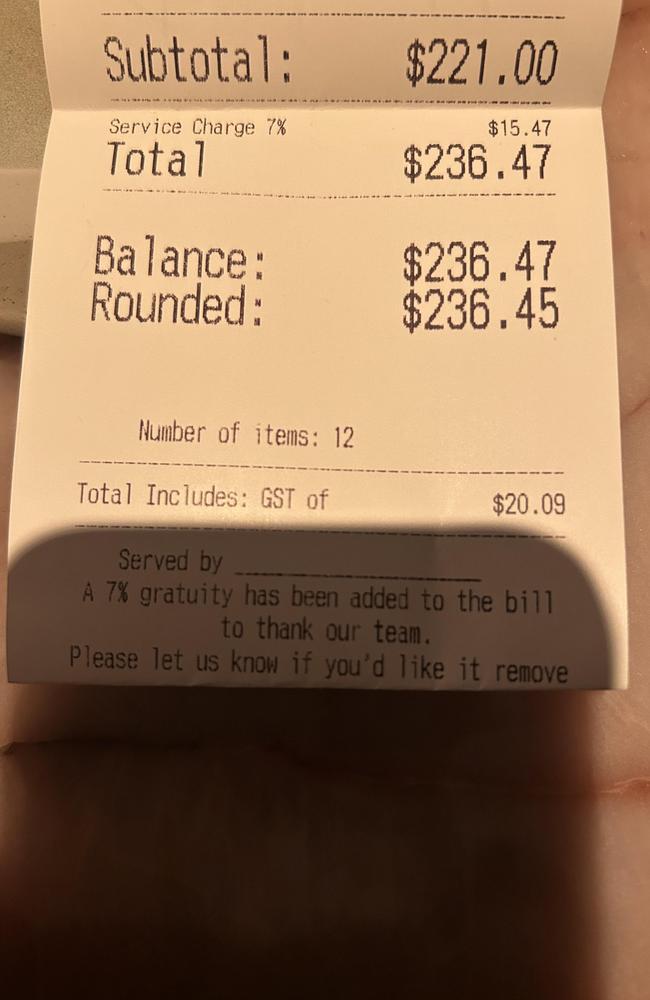 Subtotal: $221.00
Service Charge 7% $15.47
Total $236.47
Balance: $236.47
Rounded: $236.45
Number of items: 12
Total Includes: GST of $20.09
Served by
A 7% gratuity has been added to the bill
to thank our team.
Please let us know if you'd like it remove